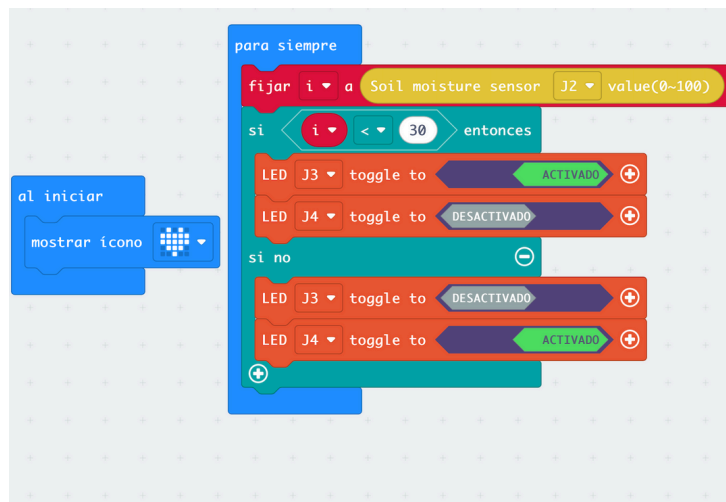 al iniciar
mostrar ícono
para siempre
fijar i a Soil moisture sensor J2 value(0~100)
si i < 30 entonces
LED J3 toggle to ACTIVADO
LED J4 toggle to DESACTIVADO
si no
LED J3 toggle to DESACTIVADO
LED J4 toggle to ACTIVADO